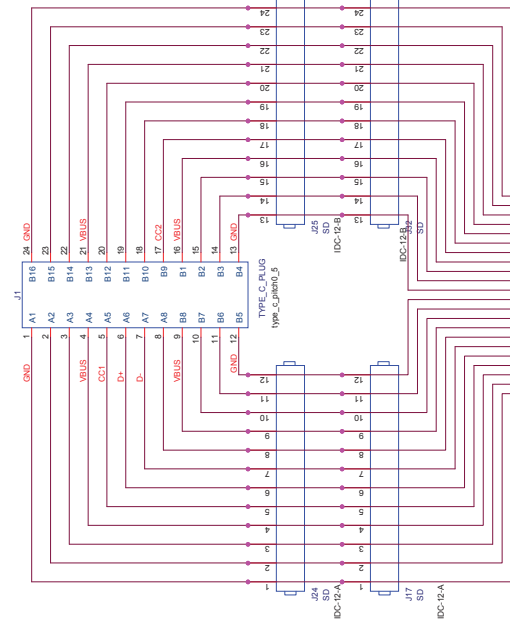 24
23
22
21
20
19
18
17
16
15
14
13
24
23
22
21
20
19
18
17
16
15
14
13
J25
SD
IDC-12-B
J32
SD
IDC-12-B
GND
VBUS
CC2
VBUS
GND
24
23
22
21
20
19
18
17
16
15
14
13
B16
B15
B14
B13
B12
B11
B10
B9
B1
B2
B3
B4
J1
TYPE_C_PLUG
type_c_pitch0_5
A1
A2
A3
A4
A5
A6
A7
A8
B8
B7
B6
B5
1
2
3
4
5
6
7
8
9
10
11
12
GND
VBUS
CC1
D+
D-
VBUS
GND
12
11
10
9
8
7
6
5
4
3
2
1
12
11
10
9
8
7
6
5
4
3
2
1
J24
SD
IDC-12-A
J17
SD
IDC-12-A